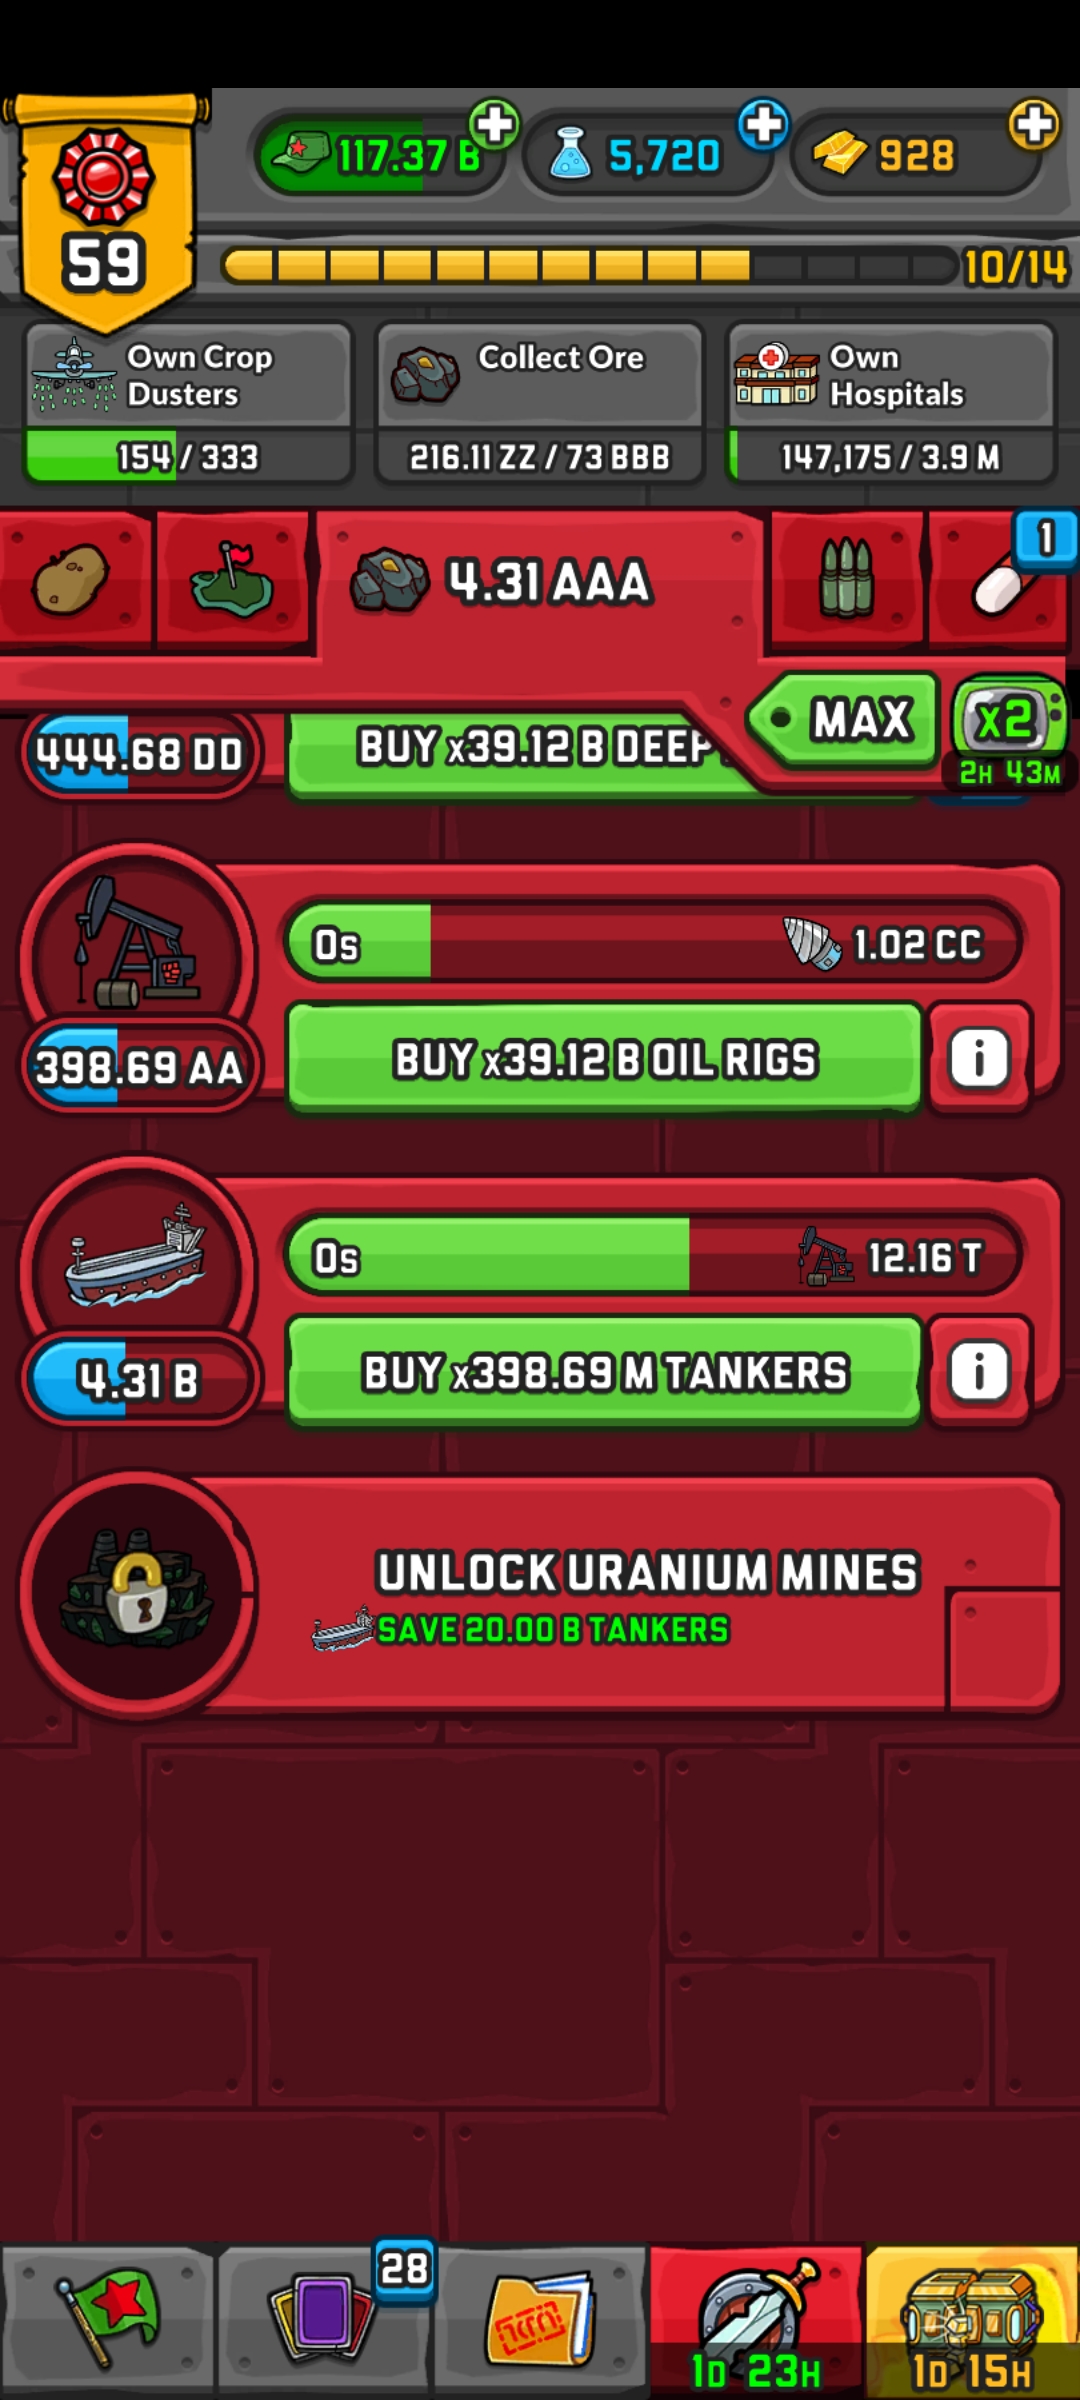 117.37 B
5,720
928
59
10/14
Own Crop
Dusters
154 / 333
Collect Ore
216.11 ZZ / 73 BBB
Own
Hospitals
147,175 / 3.9 M
4.31 AAA
1
MAX
x2
2H 43M
444.68 DD
BUY x39.12 B DEEP
0s
1.02 CC
398.69 AA
BUY x39.12 B OIL RIGS
i
0s
12.16 T
4.31 B
BUY x398.69 M TANKERS
i
UNLOCK URANIUM MINES
SAVE 20.00 B TANKERS
28
1D 23H
1D 15H